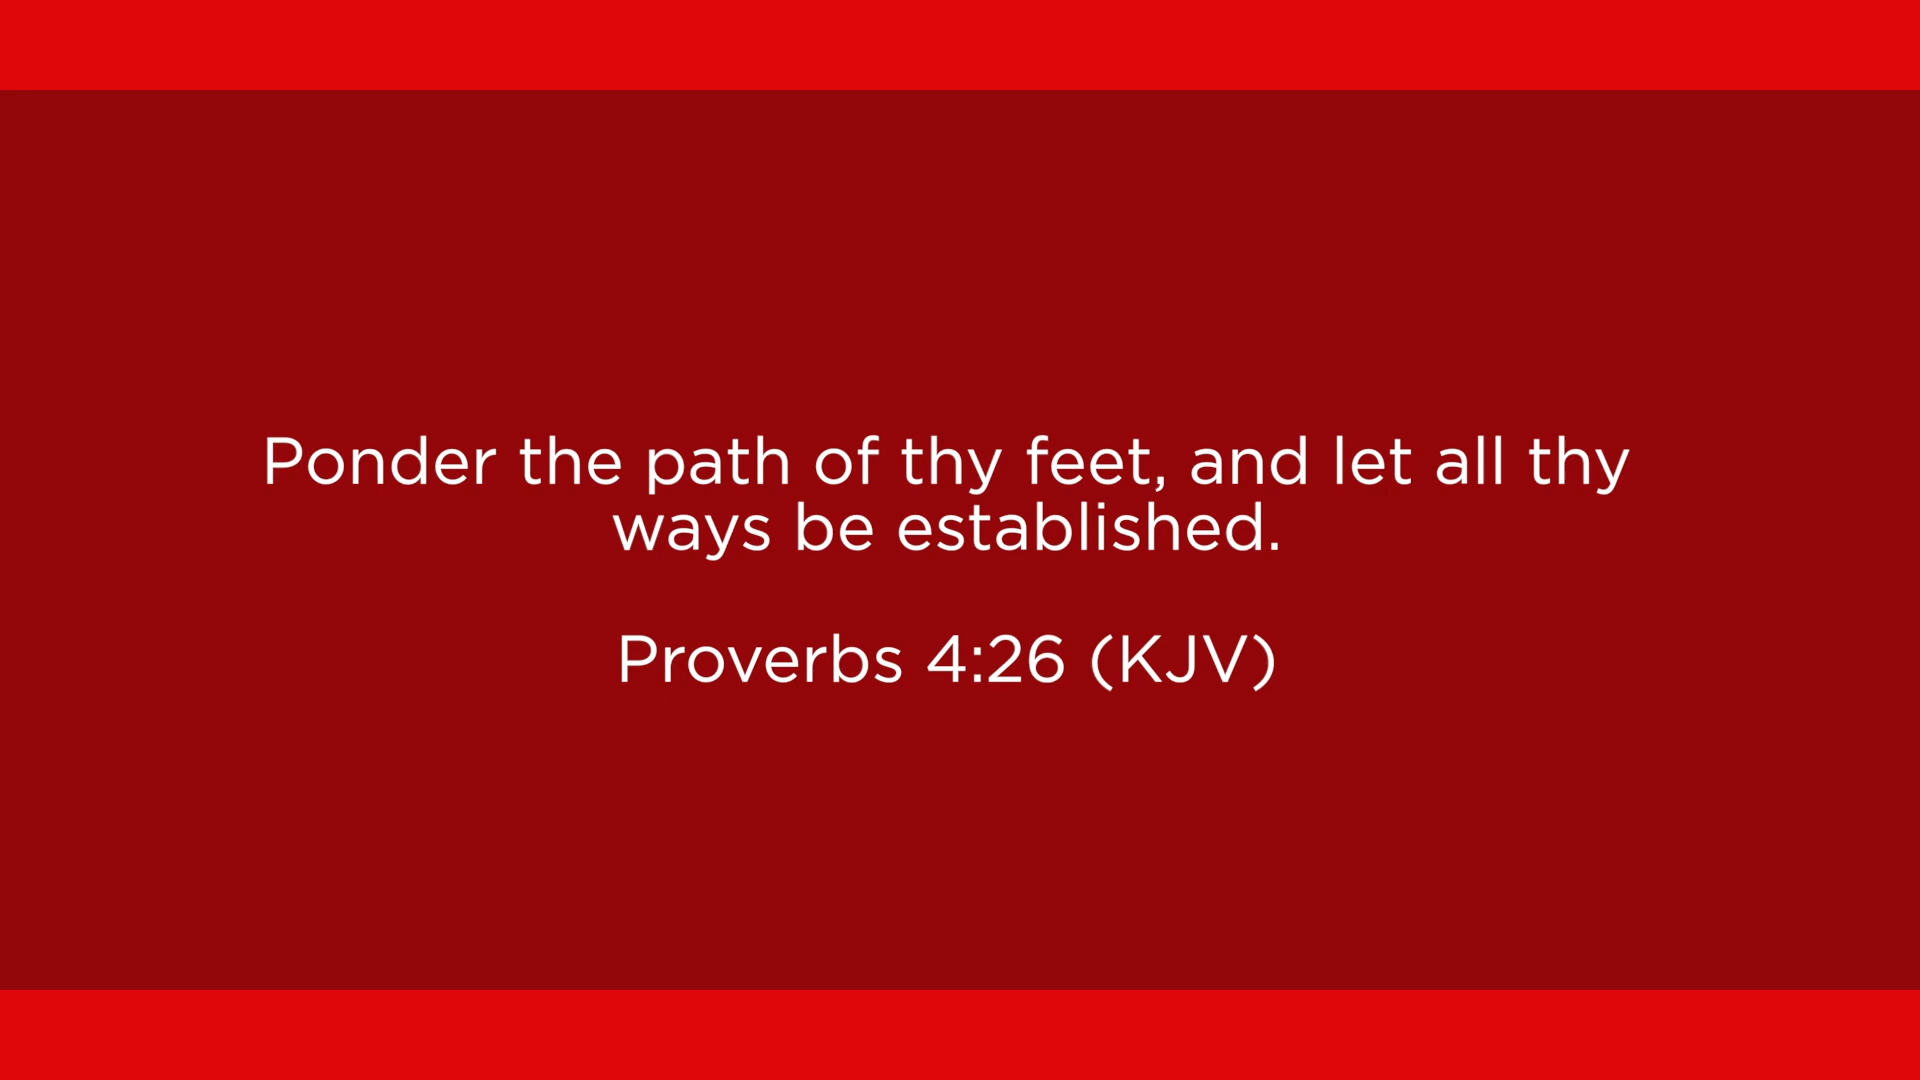 Ponder the path of thy feet, and let all thy
ways be established.
Proverbs 4:26 (KJV)